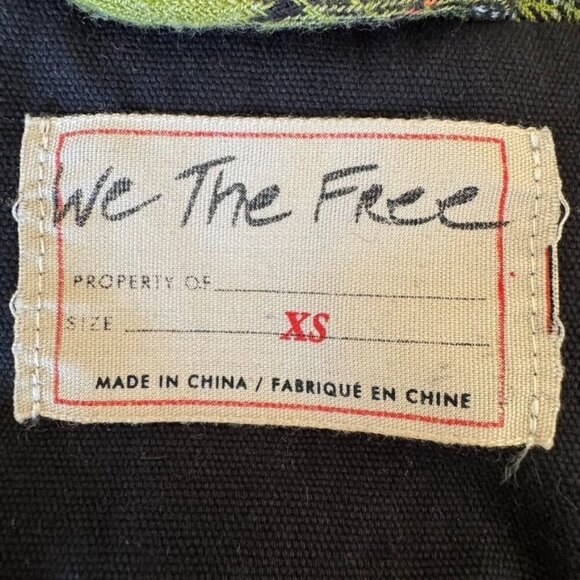 We The Free
PROPERTY OF
SIZE XS
MADE IN CHINA / FABRIQUÉ EN CHINE